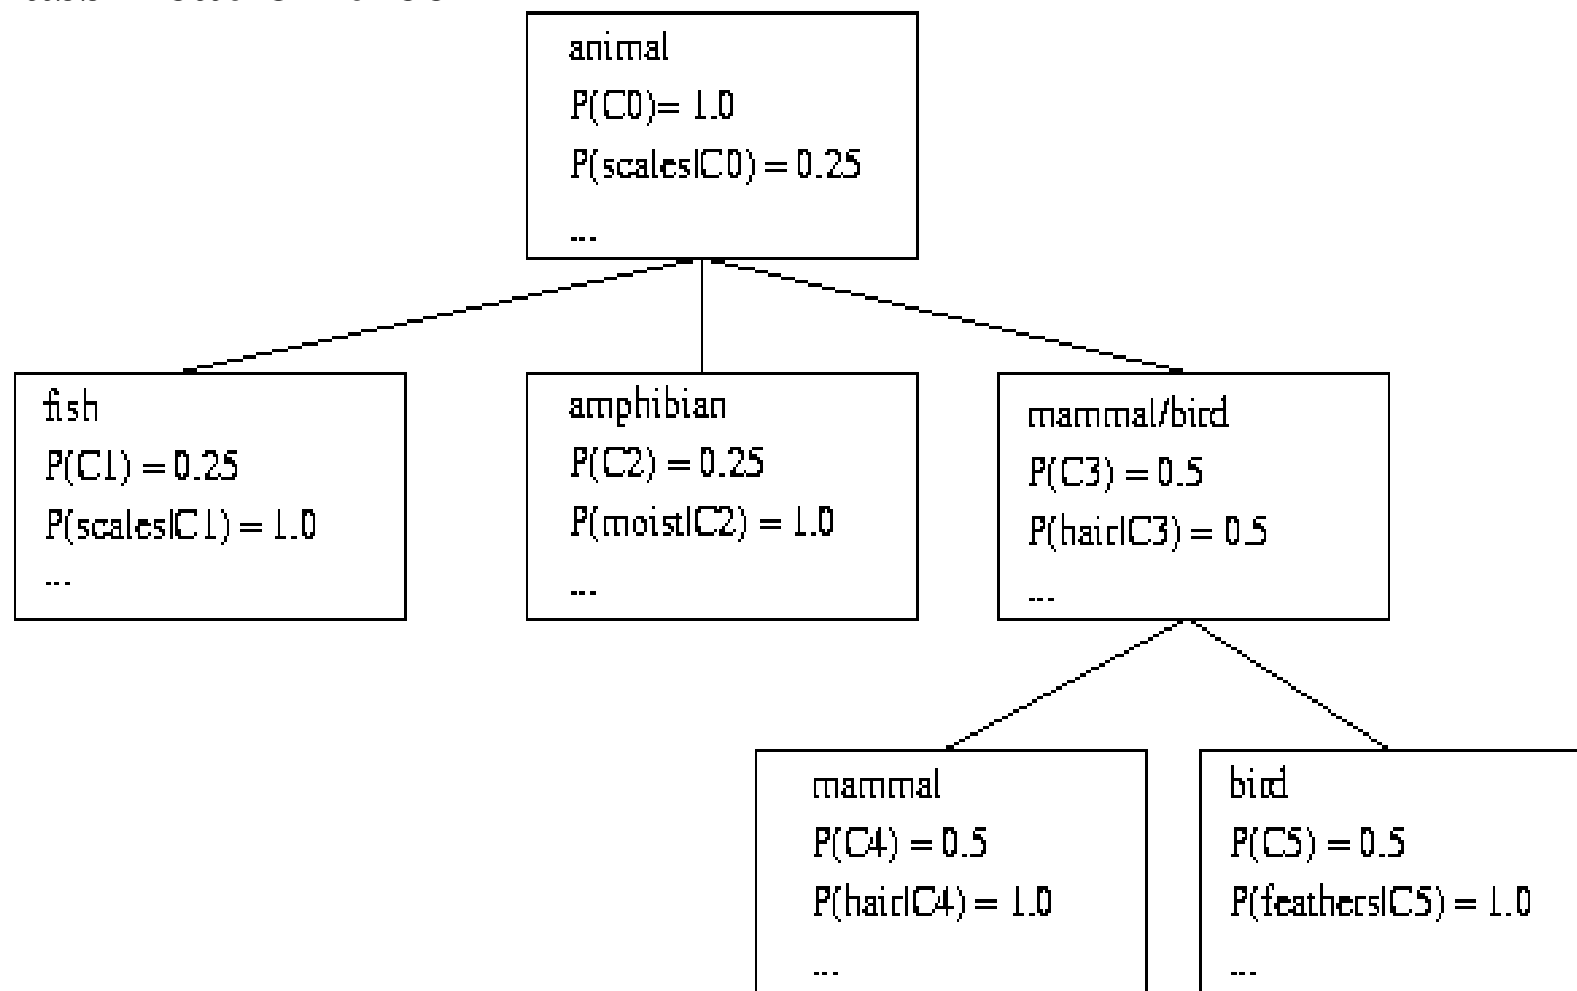 animal
P(C0)= 1.0
P(scales|C0) = 0.25
...
fish
P(C1) = 0.25
P(scales|C1) = 1.0
...
amphibian
P(C2) = 0.25
P(moist|C2) = 1.0
...
mammal/bird
P(C3) = 0.5
P(hair|C3) = 0.5
...
mammal
P(C4) = 0.5
P(hair|C4) = 1.0
...
bird
P(C5) = 0.5
P(feathers|C5) = 1.0
...